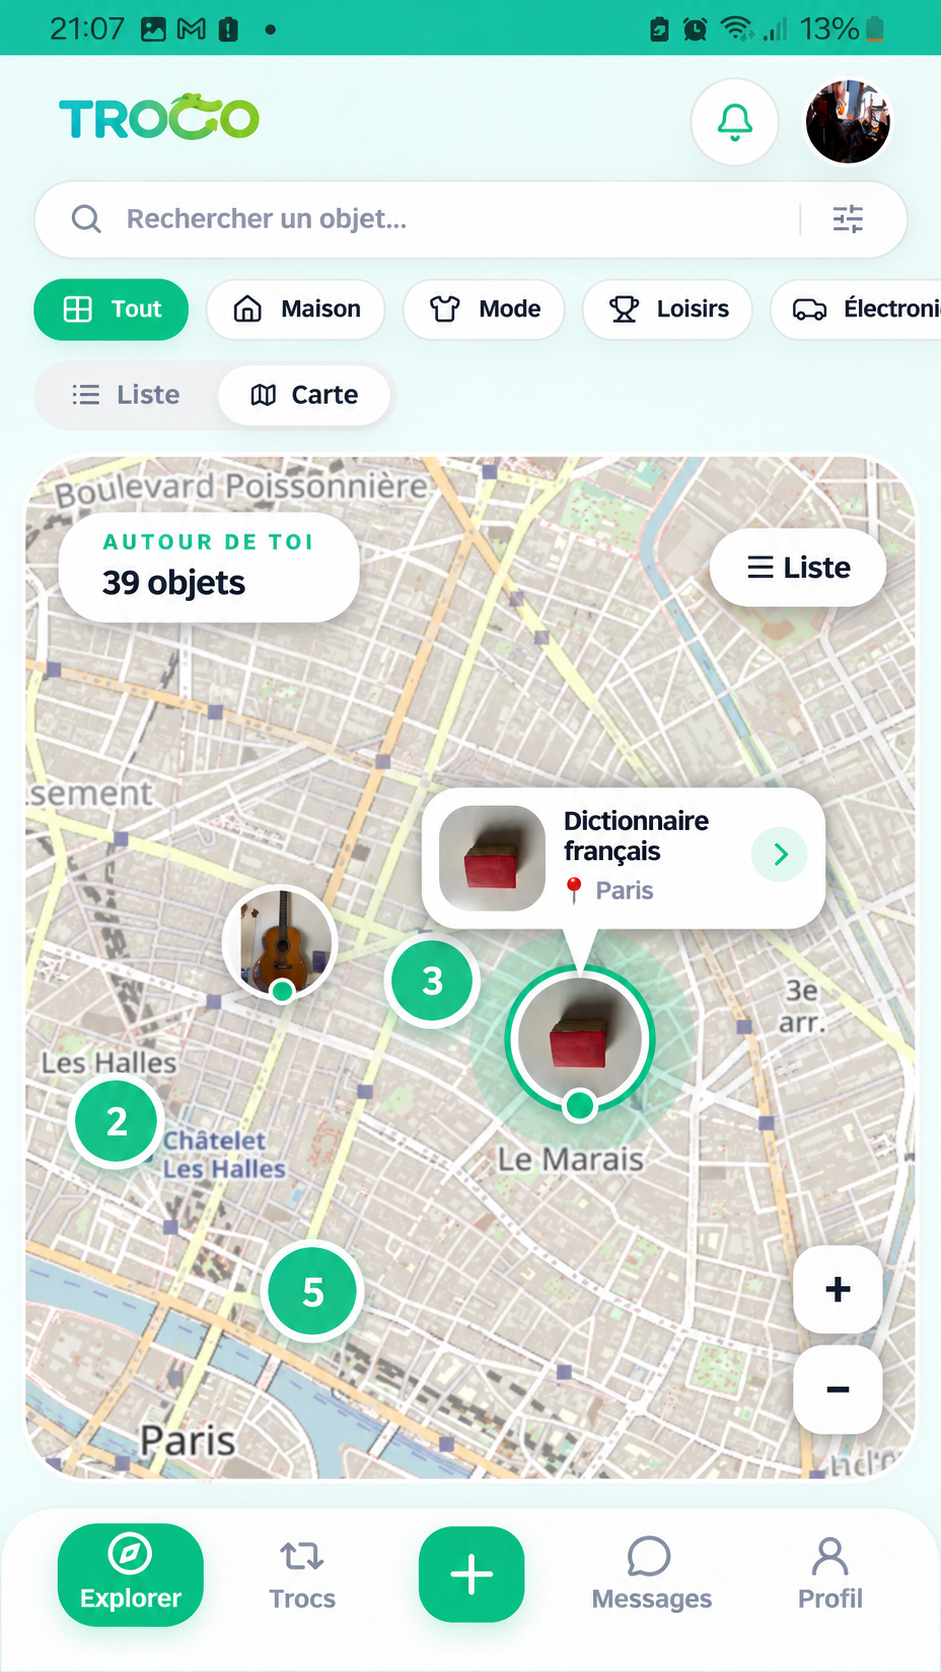 21:07
13%
TROCO
Rechercher un objet...
Tout
Maison
Mode
Loisirs
Électroni
Liste
Carte
Boulevard Poissonnière
AUTOUR DE TOI
39 objets
☰ Liste
sement
Dictionnaire
français
Paris
3
3e
arr.
Les Halles
2
Châtelet
Les Halles
Le Marais
5
+
−
Paris
Explorer
Trocs
Messages
Profil